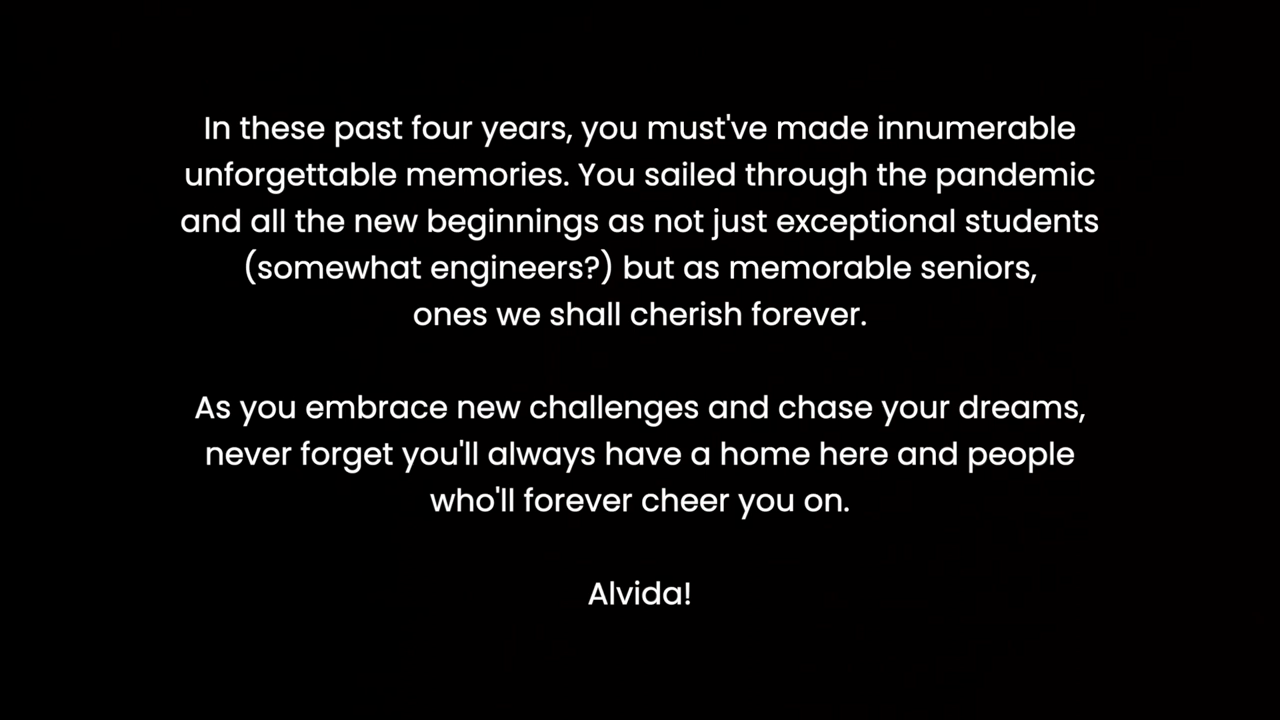 In these past four years, you must've made innumerable
unforgettable memories. You sailed through the pandemic
and all the new beginnings as not just exceptional students
(somewhat engineers?) but as memorable seniors,
ones we shall cherish forever.
As you embrace new challenges and chase your dreams,
never forget you'll always have a home here and people
who'll forever cheer you on.
Alvida!